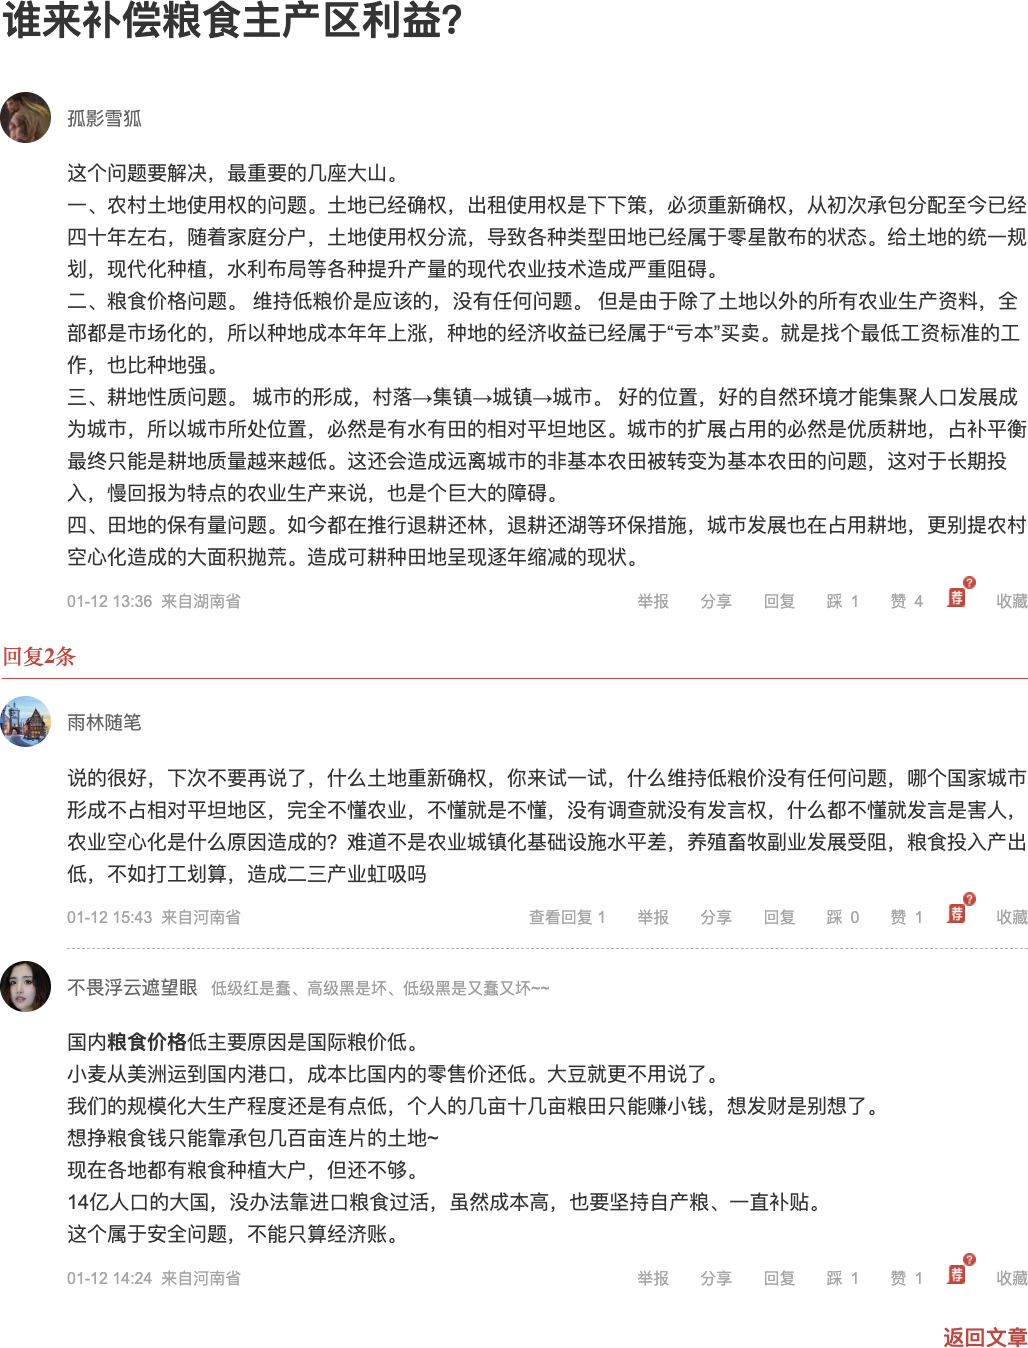 谁来补偿粮食主产区利益?
孤影雪狐
这个问题要解决，最重要的几座大山。
一、农村土地使用权的问题。土地已经确权，出租使用权是下下策，必须重新确权，从初次承包分配至今已经
四十年左右，随着家庭分户，土地使用权分流，导致各种类型田地已经属于零星散布的状态。给土地的统一规
划，现代化种植，水利布局等各种提升产量的现代农业技术造成严重阻碍。
二、粮食价格问题。 维持低粮价是应该的，没有任何问题。 但是由于除了土地以外的所有农业生产资料，全
部都是市场化的，所以种地成本年年上涨，种地的经济收益已经属于“亏本”买卖。就是找个最低工资标准的工
作，也比种地强。
三、耕地性质问题。 城市的形成，村落→集镇→城镇→城市。 好的位置，好的自然环境才能集聚人口发展成
为城市，所以城市所处位置，必然是有水有田的相对平坦地区。城市的扩展占用的必然是优质耕地，占补平衡
最终只能是耕地质量越来越低。这还会造成远离城市的非基本农田被转变为基本农田的问题，这对于长期投
入，慢回报为特点的农业生产来说，也是个巨大的障碍。
四、田地的保有量问题。如今都在推行退耕还林，退耕还湖等环保措施，城市发展也在占用耕地，更别提农村
空心化造成的大面积抛荒。造成可耕种田地呈现逐年缩减的现状。
01-12 13:36 来自湖南省 举报 分享 回复 踩 1 赞 4 荐 ? 收藏
回复2条
雨林随笔
说的很好，下次不要再说了，什么土地重新确权，你来试一试，什么维持低粮价没有任何问题，哪个国家城市
形成不占相对平坦地区，完全不懂农业，不懂就是不懂，没有调查就没有发言权，什么都不懂就发言是害人，
农业空心化是什么原因造成的？难道不是农业城镇化基础设施水平差，养殖畜牧副业发展受阻，粮食投入产出
低，不如打工划算，造成二三产业虹吸吗
01-12 15:43 来自河南省 查看回复 1 举报 分享 回复 踩 0 赞 1 荐 ? 收藏
不畏浮云遮望眼 低级红是蠢、高级黑是坏、低级黑是又蠢又坏~~
国内粮食价格低主要原因是国际粮价低。
小麦从美洲运到国内港口，成本比国内的零售价还低。大豆就更不用说了。
我们的规模化大生产程度还是有点低，个人的几亩十几亩粮田只能赚小钱，想发财是别想了。
想挣粮食钱只能靠承包几百亩连片的土地~
现在各地都有粮食种植大户，但还不够。
14亿人口的大国，没办法靠进口粮食过活，虽然成本高，也要坚持自产粮、一直补贴。
这个属于安全问题，不能只算经济账。
01-12 14:24 来自河南省 举报 分享 回复 踩 1 赞 1 荐 ? 收藏
返回文章